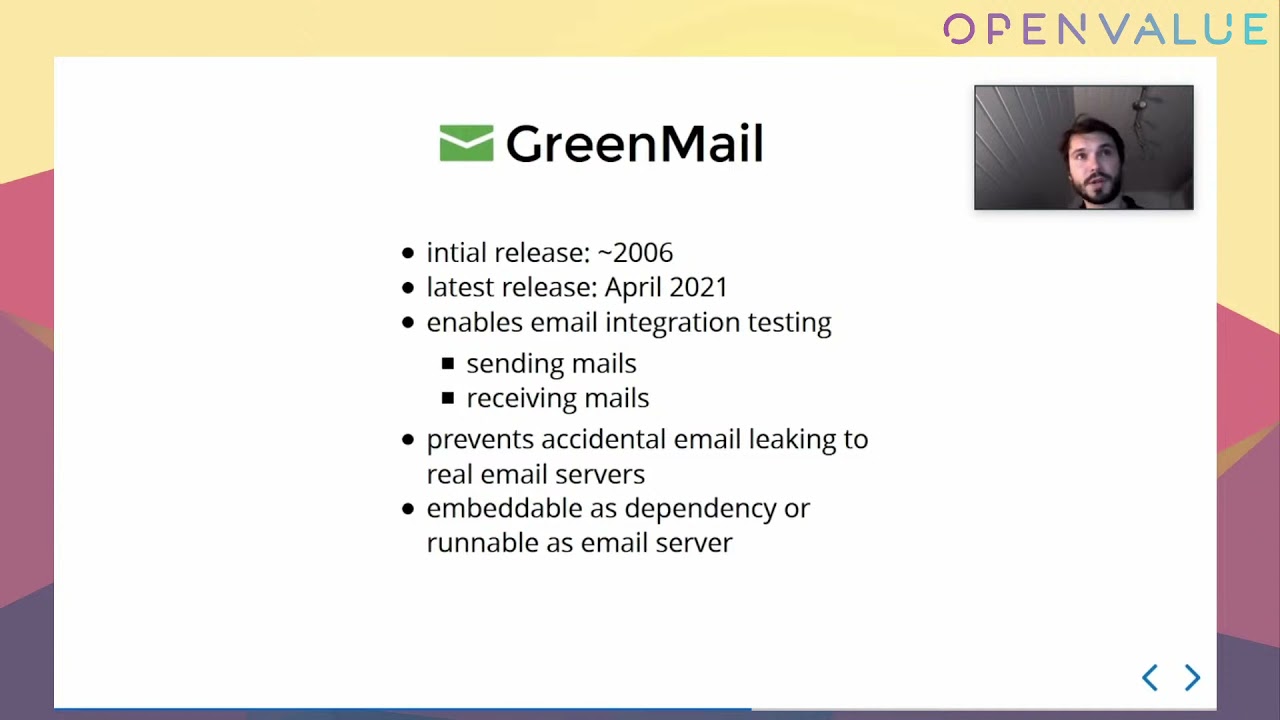 OPENVALUE
GreenMail
intial release: ~2006
latest release: April 2021
enables email integration testing
sending mails
receiving mails
prevents accidental email leaking to
real email servers
embeddable as dependency or
runnable as email server